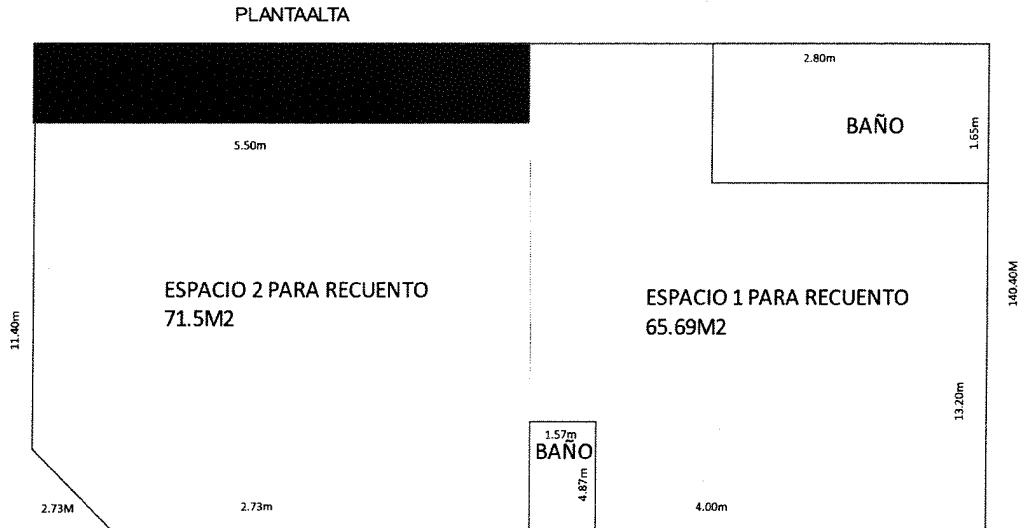 PLANTAALTA
2.80m
BAÑO
1.65m
5.50m
ESPACIO 2 PARA RECUENTO
71.5M2
ESPACIO 1 PARA RECUENTO
65.69M2
140.40M
11.40m
13.20m
1.57m
BAÑO
4.87m
2.73M
2.73m
4.00m